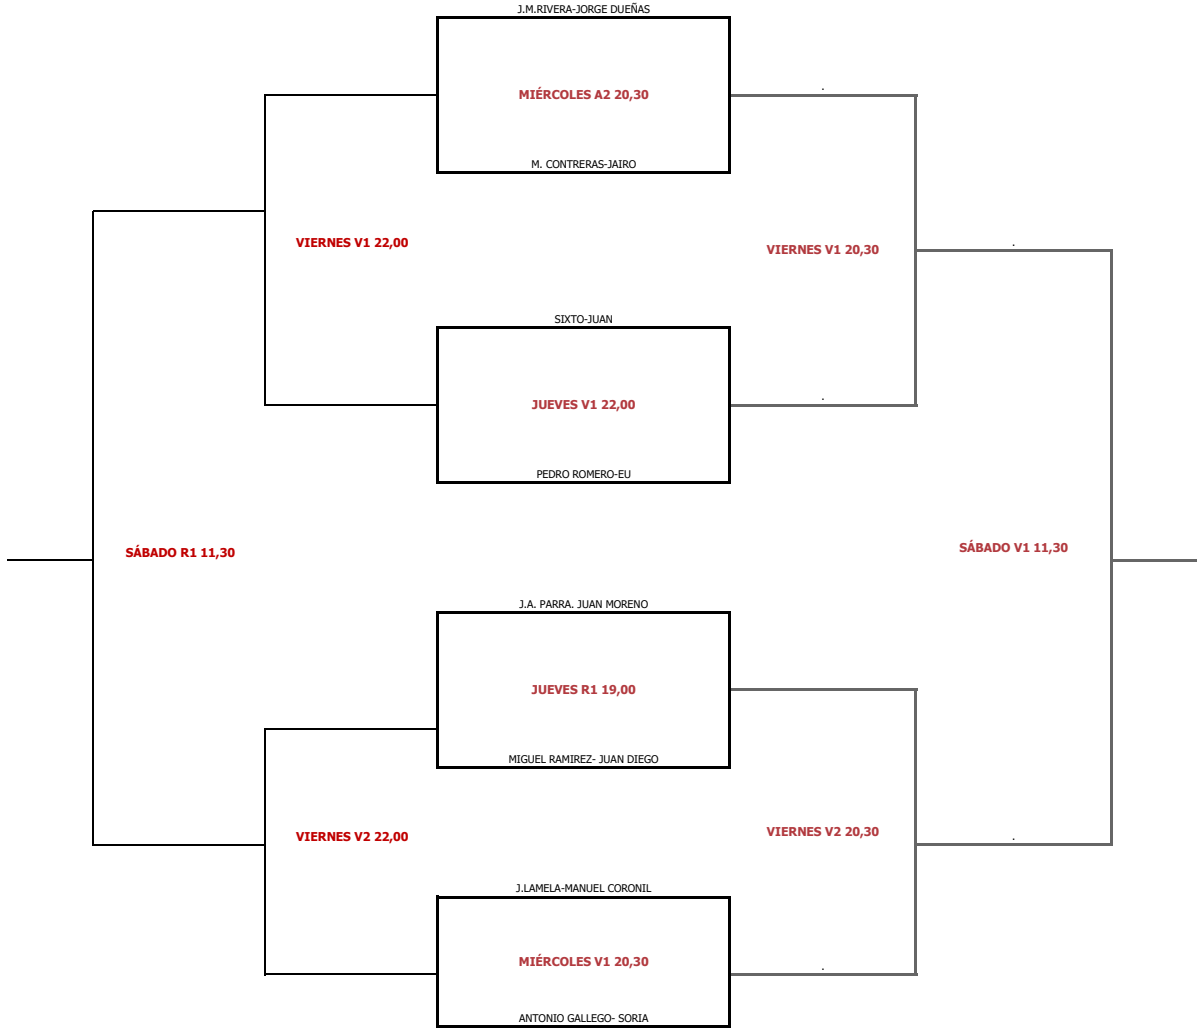 J.M.RIVERA-JORGE DUEÑAS
.
MIÉRCOLES A2 20,30
M. CONTRERAS-JAIRO
VIERNES V1 22,00
.
VIERNES V1 20,30
SIXTO-JUAN
.
JUEVES V1 22,00
PEDRO ROMERO-EU
SÁBADO R1 11,30
SÁBADO V1 11,30
J.A. PARRA. JUAN MORENO
JUEVES R1 19,00
MIGUEL RAMIREZ- JUAN DIEGO
VIERNES V2 22,00
VIERNES V2 20,30
.
J.LAMELA-MANUEL CORONIL
MIÉRCOLES V1 20,30
.
ANTONIO GALLEGO- SORIA